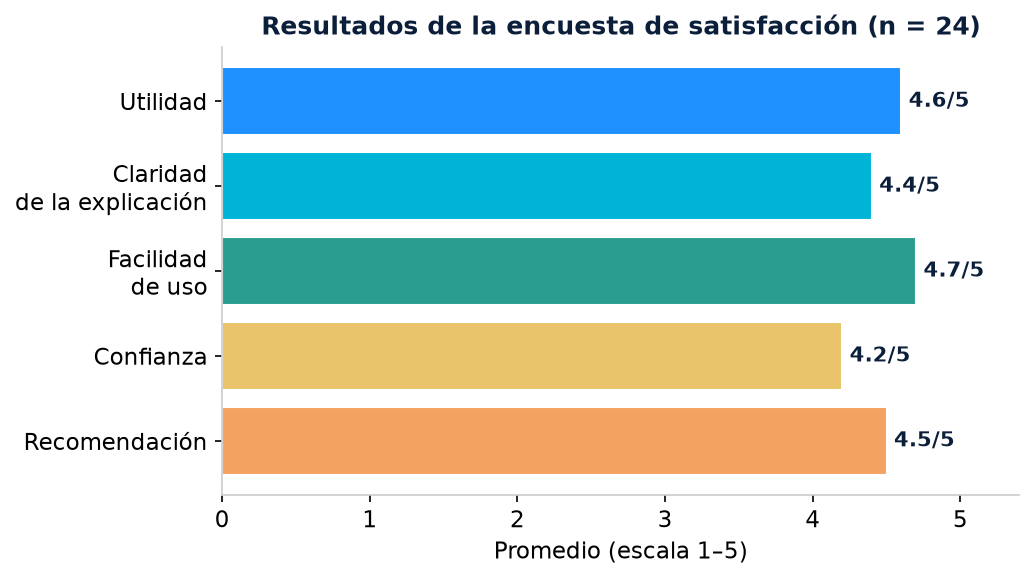 Resultados de la encuesta de satisfacción (n = 24)
Utilidad
4.6/5
Claridad
de la explicación
4.4/5
Facilidad
de uso
4.7/5
Confianza
4.2/5
Recomendación
4.5/5
0 1 2 3 4 5
Promedio (escala 1–5)